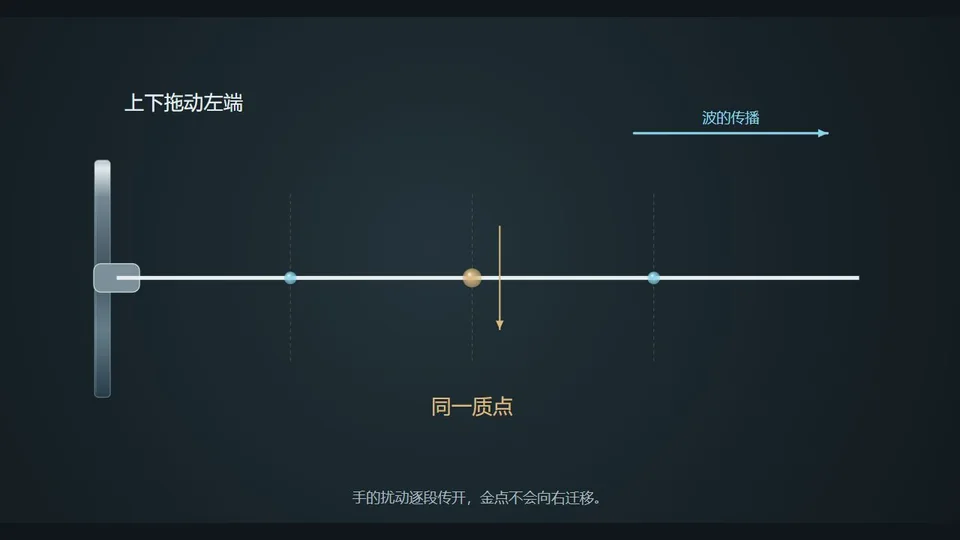 上下拖动左端
波的传播
同一质点
手的扰动逐段传开，金点不会向右迁移。